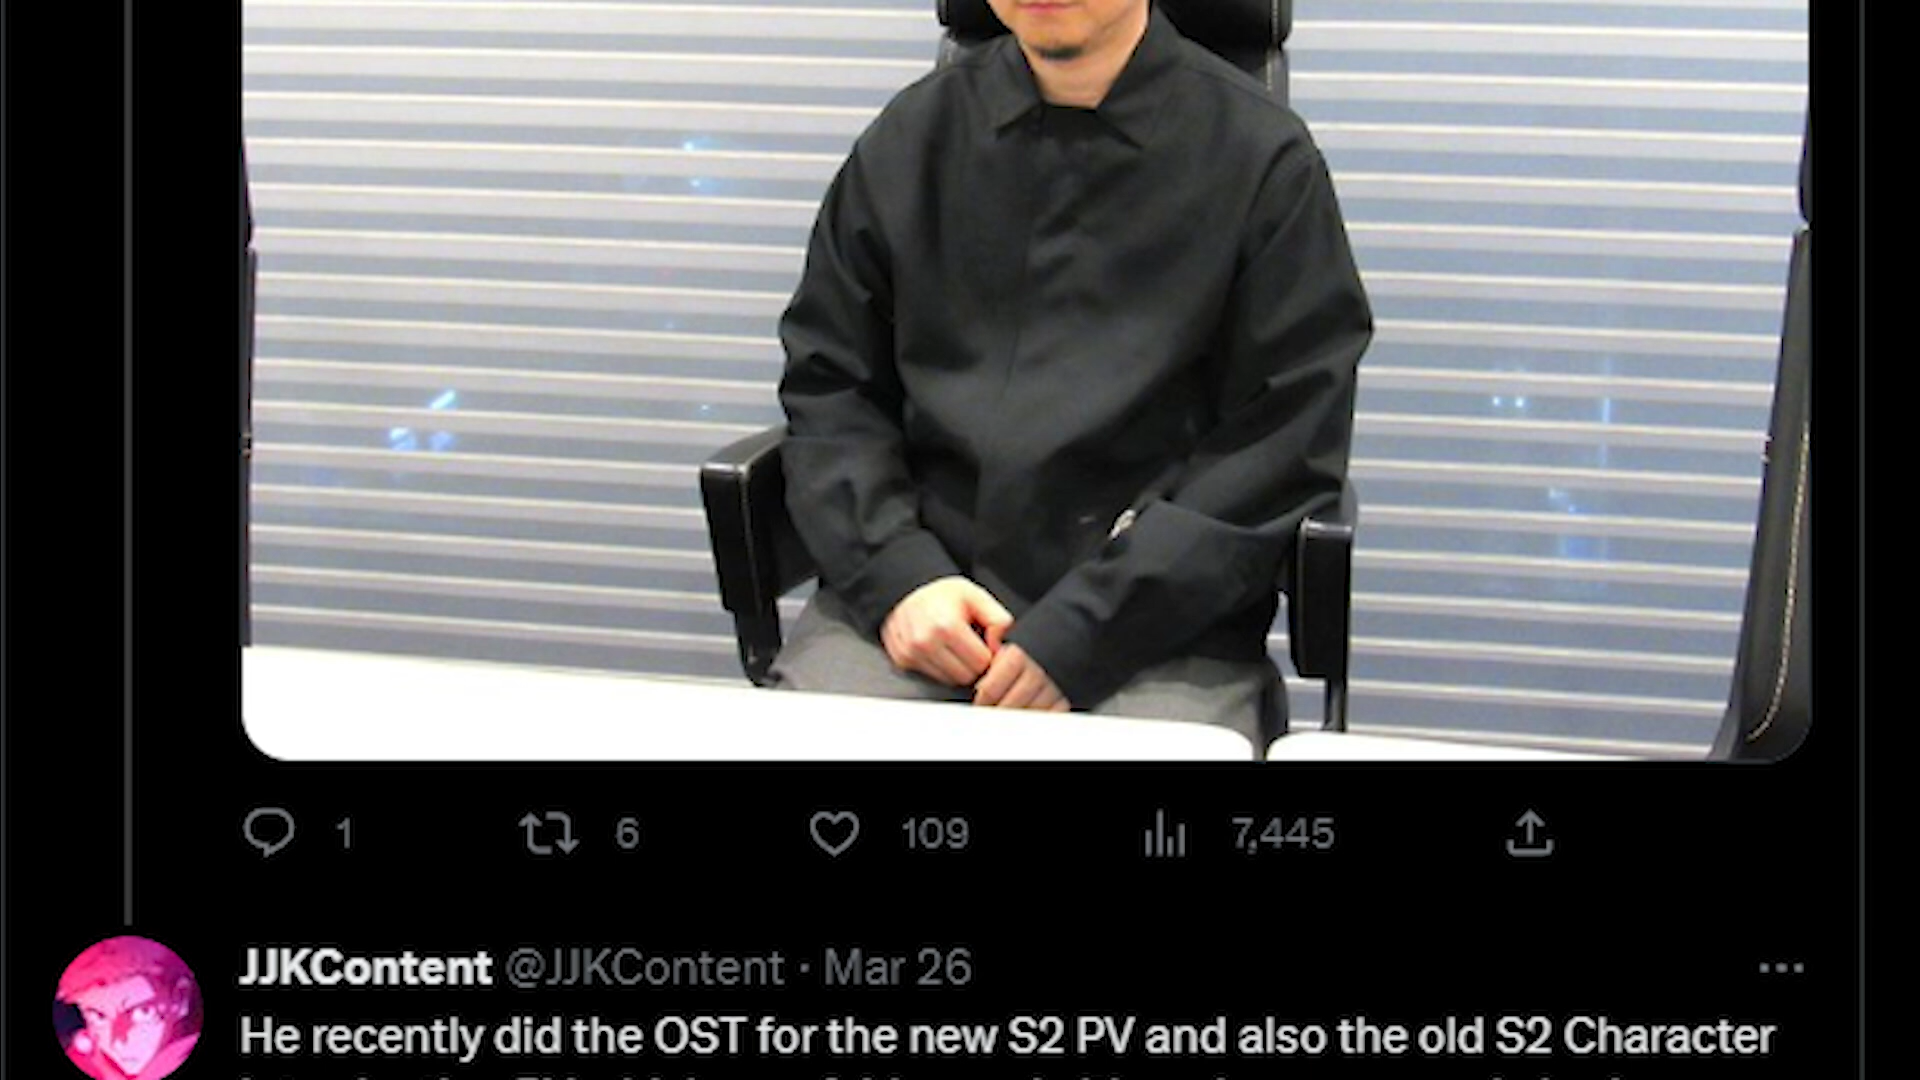 1 6 109 7,445
JJKContent @JJKContent · Mar 26
He recently did the OST for the new S2 PV and also the old S2 Character